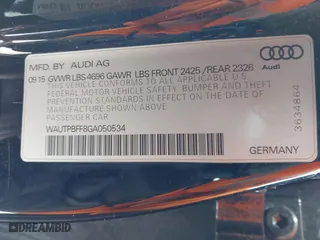 MFD. BY AUDI AG
09 15 GVWR LBS 4696 GAWR LBS FRONT 2425 /REAR 2326
THIS VEHICLE CONFORMS TO ALL APPLICABLE U.S.
FEDERAL MOTOR VEHICLE SAFETY, BUMPER AND THEFT
PREVENTION STANDARDS IN EFFECT ON THE DATE OF
MANUFACTURE SHOWN ABOVE
PASSENGER CAR
WAUTPBFF8GA050534
Audi
3634864
GERMANY
DREAMBID